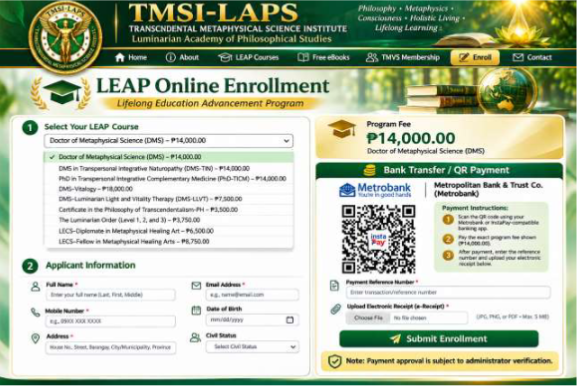 TMSI-LAPS
TRANSCNDENTAL METAPHYSICAL SCIENCE INSTITUTE
Luminarian Academy of Philosophical Studies
Philosophy • Metaphysics •
Consciousness • Holistic Living •
Lifelong Learning
Home
About
LEAP Courses
Free eBooks
TMVS Membership
Enroll
Contact
LEAP Online Enrollment
Lifelong Education Advancement Program
1 Select Your LEAP Course
Doctor of Metaphysical Science (DMS) – ₱14,000.00
✓ Doctor of Metaphysical Science (DMS) – ₱14,000.00
DMS in Transpersonal Integrative Naturopathy (DMS-TIN) – ₱14,000.00
PhD in Transpersonal Integrative Complementary Medicine (PhD-TICM) – ₱14,000.00
DMS-Vitalogy – ₱18,000.00
DMS-Luminarian Light and Vitality Therapy (DMS-LLVT) – ₱7,500.00
Certificate in the Philosophy of Transcendentalism-PH – ₱3,500.00
The Luminarian Order (Level 1, 2, and 3) – ₱3,750.00
LECS-Diplomate in Metaphysical Healing Art – ₱6,500.00
LECS-Fellow in Metaphysical Healing Arts – ₱8,750.00
2 Applicant Information
Full Name *
Enter your full name (Last, First, Middle)
Email Address *
e.g., name@email.com
Mobile Number *
e.g., 09XX XXX XXXX
Date of Birth
mm/dd/yyyy
Address *
House No., Street, Barangay, City/Municipality, Province
Civil Status
Select Civil Status
Program Fee
₱14,000.00
Doctor of Metaphysical Science (DMS)
Bank Transfer / QR Payment
Metrobank
You're in good hands
Metropolitan Bank & Trust Co.
(Metrobank)
insta
Pay
Payment Instructions:
1 Scan the QR code using your
Metrobank or InstaPay-compatible
banking app.
2 Pay the exact program fee shown
(₱14,000.00).
3 After payment, enter the reference
number and upload your electronic
receipt below.
Payment Reference Number *
Enter transaction/reference number
Upload Electronic Receipt (e-Receipt) *
Choose File No file chosen
(JPG, PNG, or PDF • Max. 5 MB)
Submit Enrollment
Note: Payment approval is subject to administrator verification.